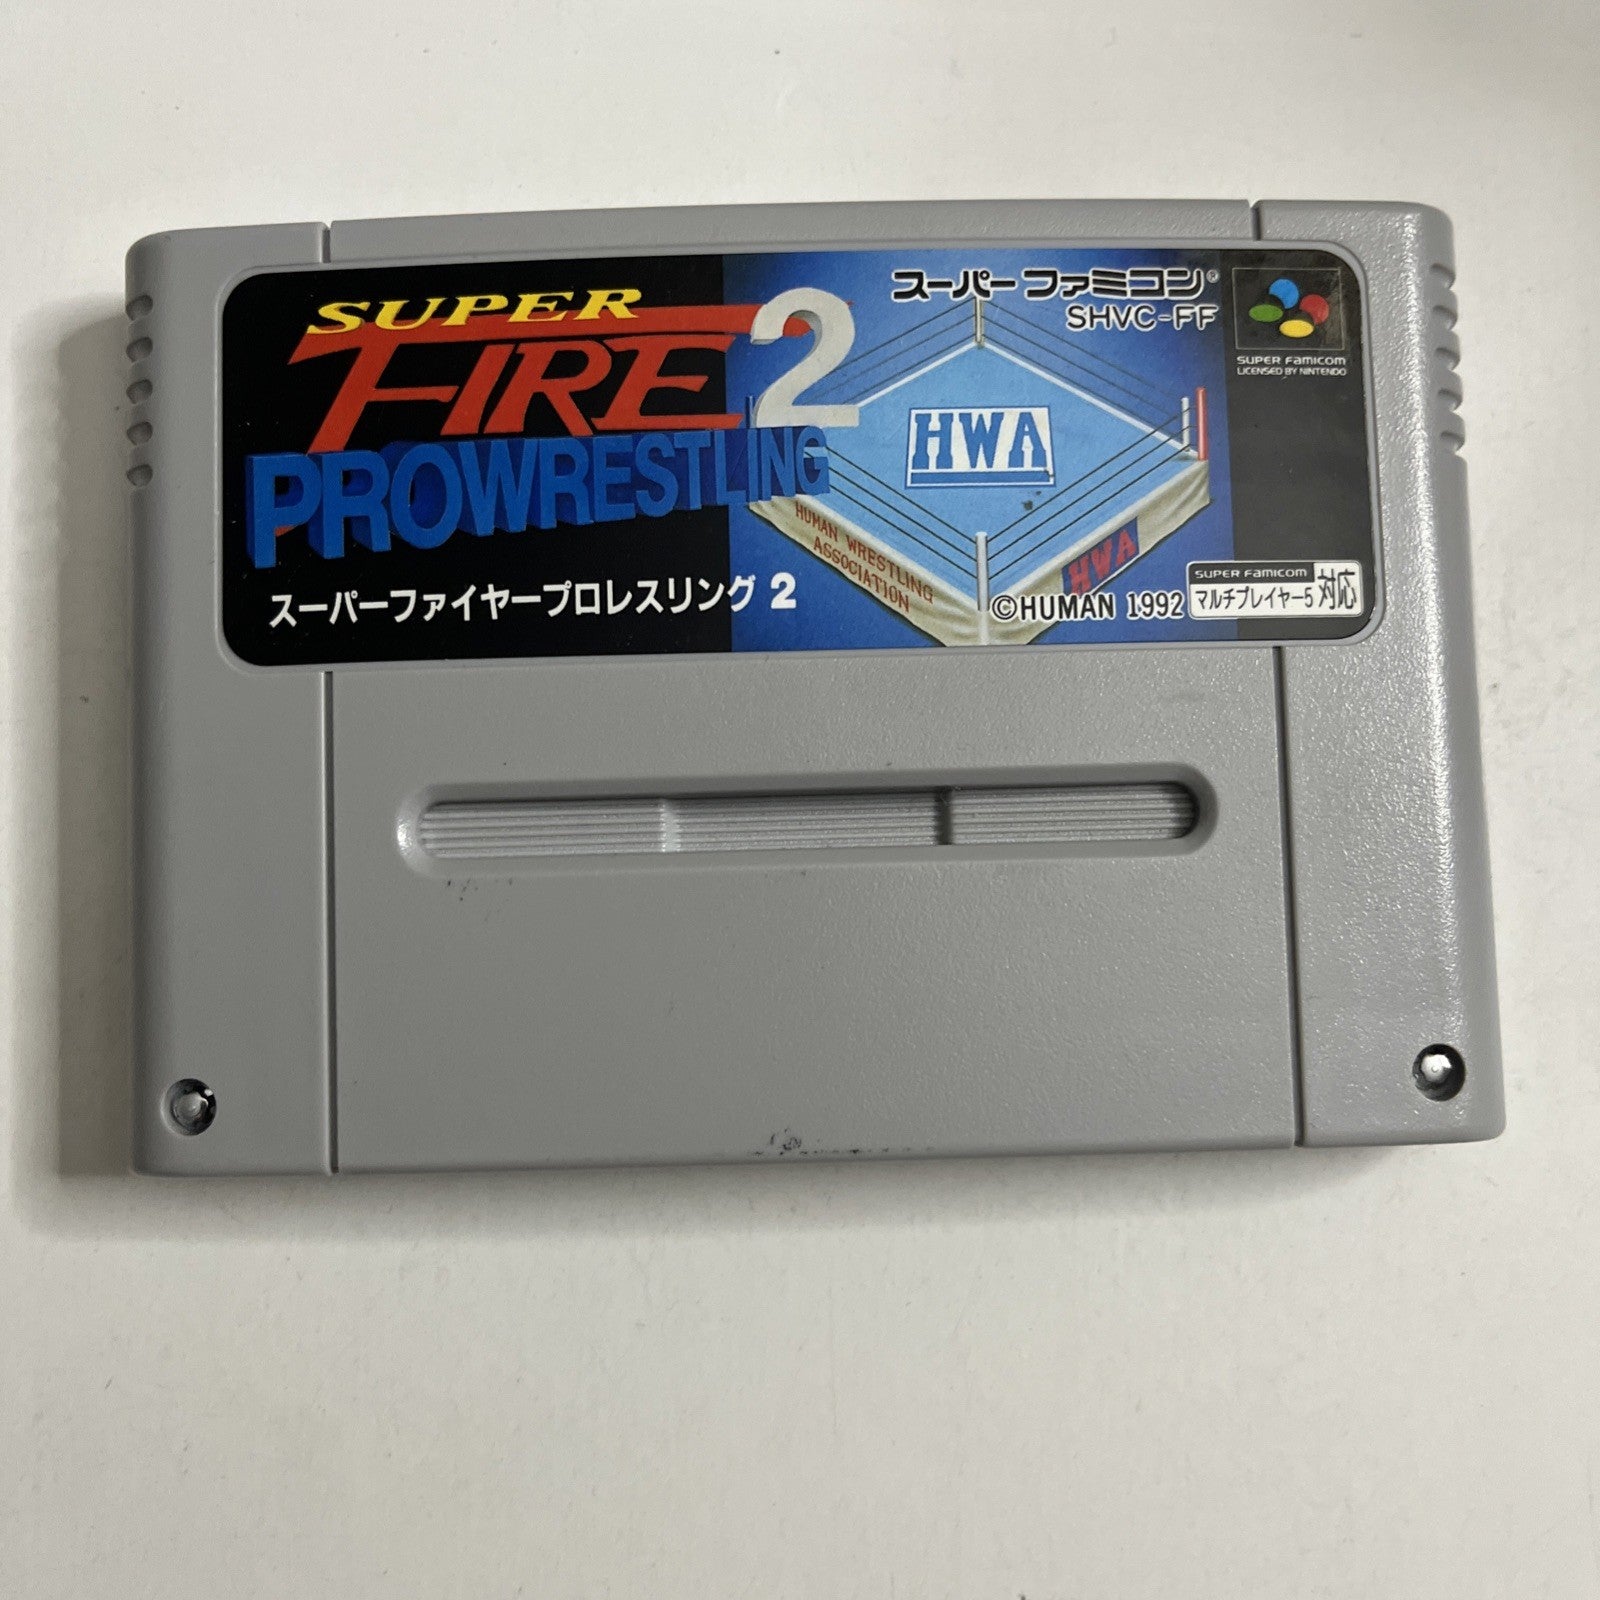 SUPER
FIRE 2
PROWRESTLING
スーパーファイヤープロレスリング 2
スーパーファミコン®
SHVC-FF
SUPER FAMICOM
LICENSED BY NINTENDO
HWA
HUMAN WRESTLING
ASSOCIATION
HWA
©HUMAN 1992
SUPER FAMICOM
マルチプレイヤー5 対応